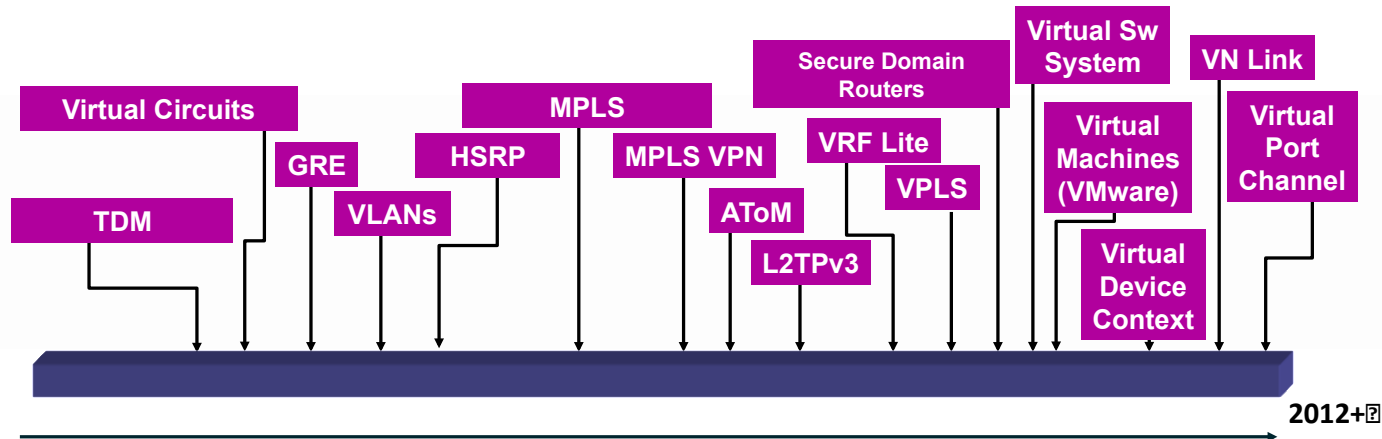 Virtual Circuits
TDM
GRE
VLANs
HSRP
MPLS
MPLS VPN
AToM
L2TPv3
Secure Domain
Routers
VRF Lite
VPLS
Virtual Sw
System
Virtual
Machines
(VMware)
Virtual
Device
Context
VN Link
Virtual
Port
Channel
2012+⍰